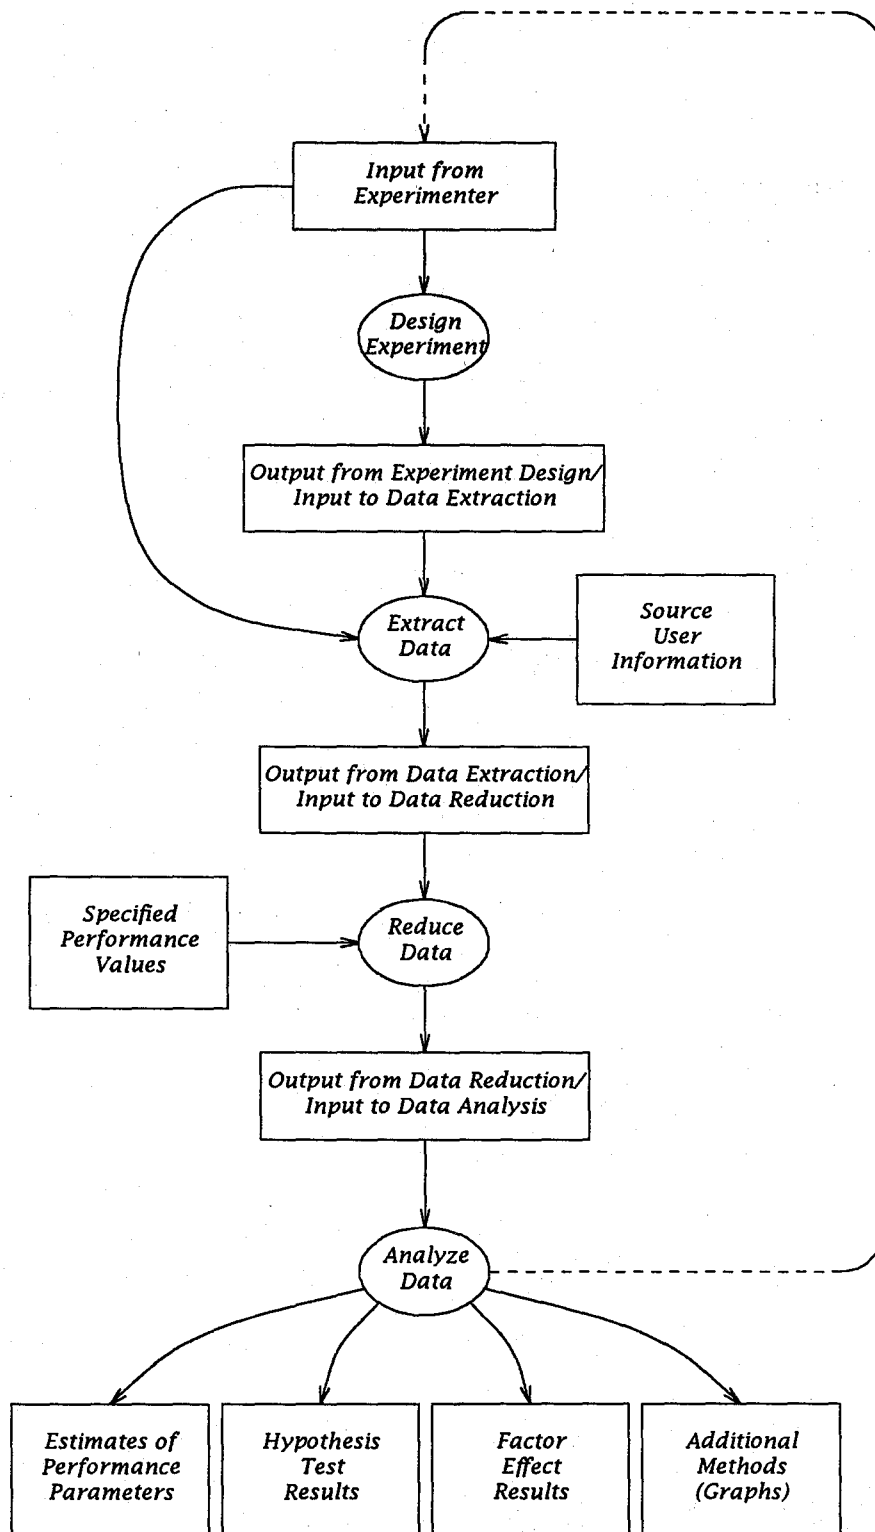 Input from
Experimenter
Design
Experiment
Output from Experiment Design/
Input to Data Extraction
Extract
Data
Source
User
Information
Output from Data Extraction/
Input to Data Reduction
Specified
Performance
Values
Reduce
Data
Output from Data Reduction/
Input to Data Analysis
Analyze
Data
Estimates of
Performance
Parameters
Hypothesis
Test
Results
Factor
Effect
Results
Additional
Methods
(Graphs)